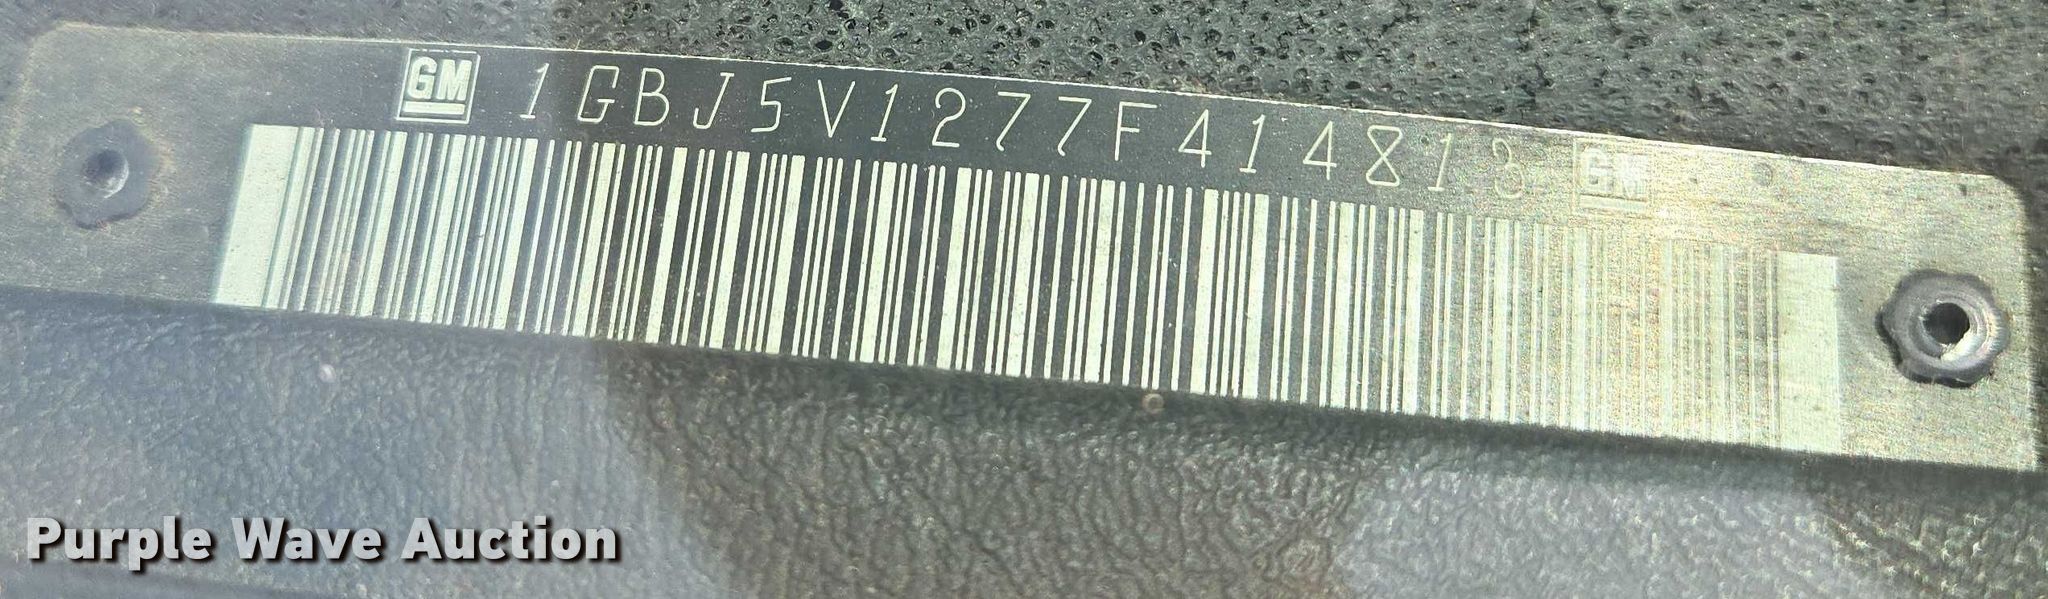 GM 1GBJ5V1277F414813 GM
Purple Wave Auction